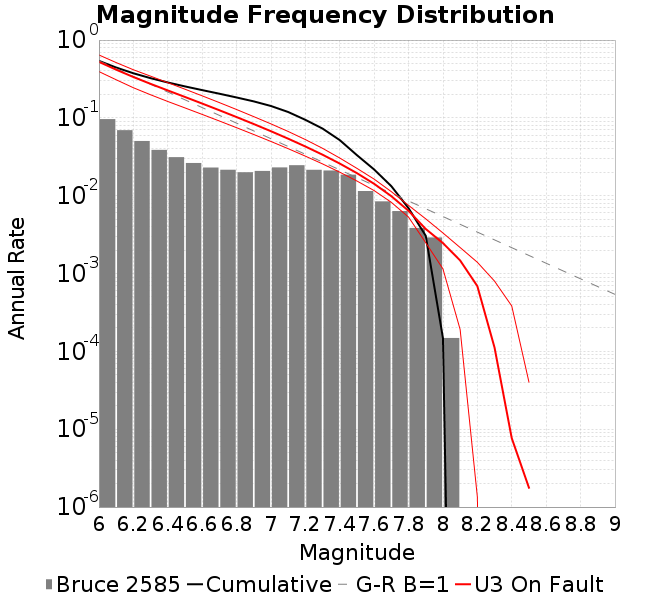 Magnitude Frequency Distribution
10^0
10^-1
10^-2
10^-3
10^-4
10^-5
10^-6
Annual Rate
6 6.2 6.4 6.6 6.8 7 7.2 7.4 7.6 7.8 8 8.2 8.4 8.6 8.8 9
Magnitude
Bruce 2585 Cumulative G-R B=1 U3 On Fault